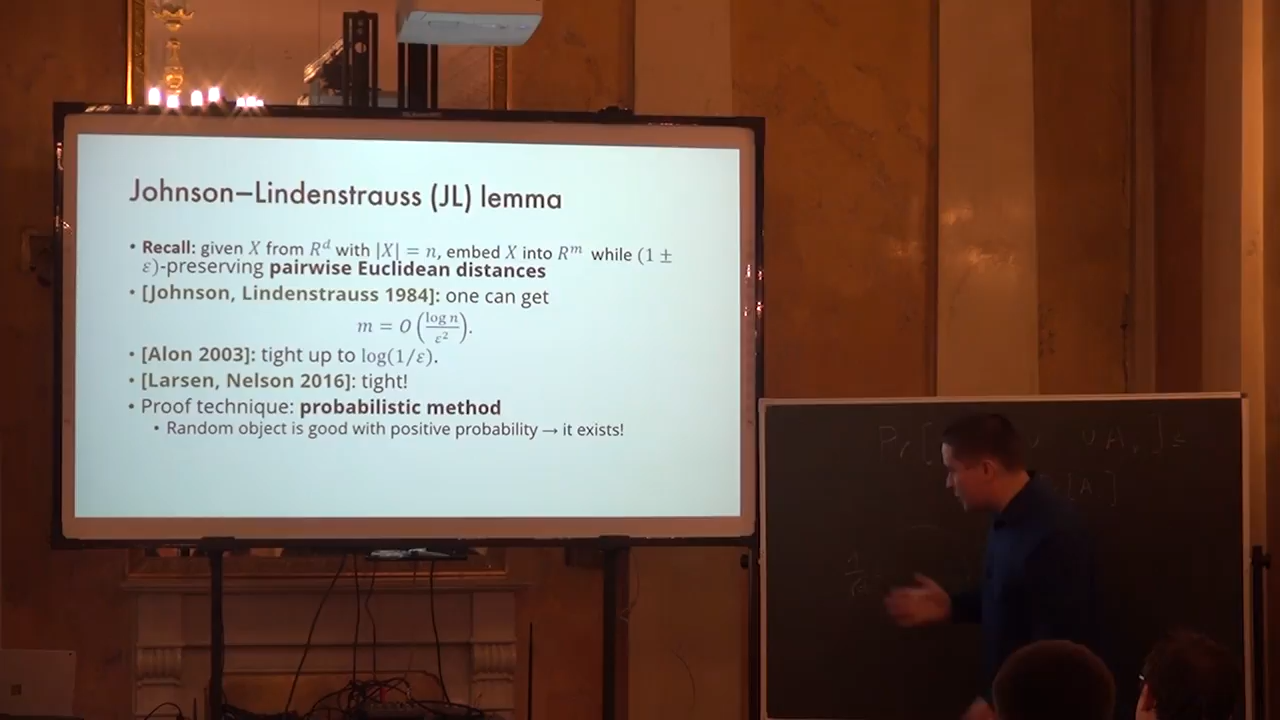 Johnson–Lindenstrauss (JL) lemma
• Recall: given X from R^d with |X| = n, embed X into R^m while (1 ±
ε)-preserving pairwise Euclidean distances
• [Johnson, Lindenstrauss 1984]: one can get
m = O(log n / ε²).
• [Alon 2003]: tight up to log(1/ε).
• [Larsen, Nelson 2016]: tight!
• Proof technique: probabilistic method
• Random object is good with positive probability → it exists!
Pr[ ∪ ∪ A ] ≤
[A ]